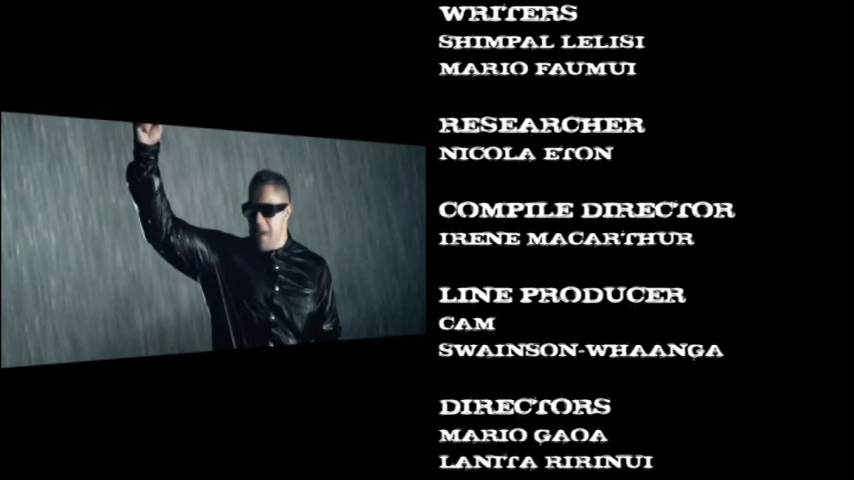 WRITERS
SHIMPAL LELISI
MARIO FAUMUI
RESEARCHER
NICOLA ETON
COMPILE DIRECTOR
IRENE MACARTHUR
LINE PRODUCER
CAM
SWAINSON-WHAANGA
DIRECTORS
MARIO GAOA
LANITA RIRINUI